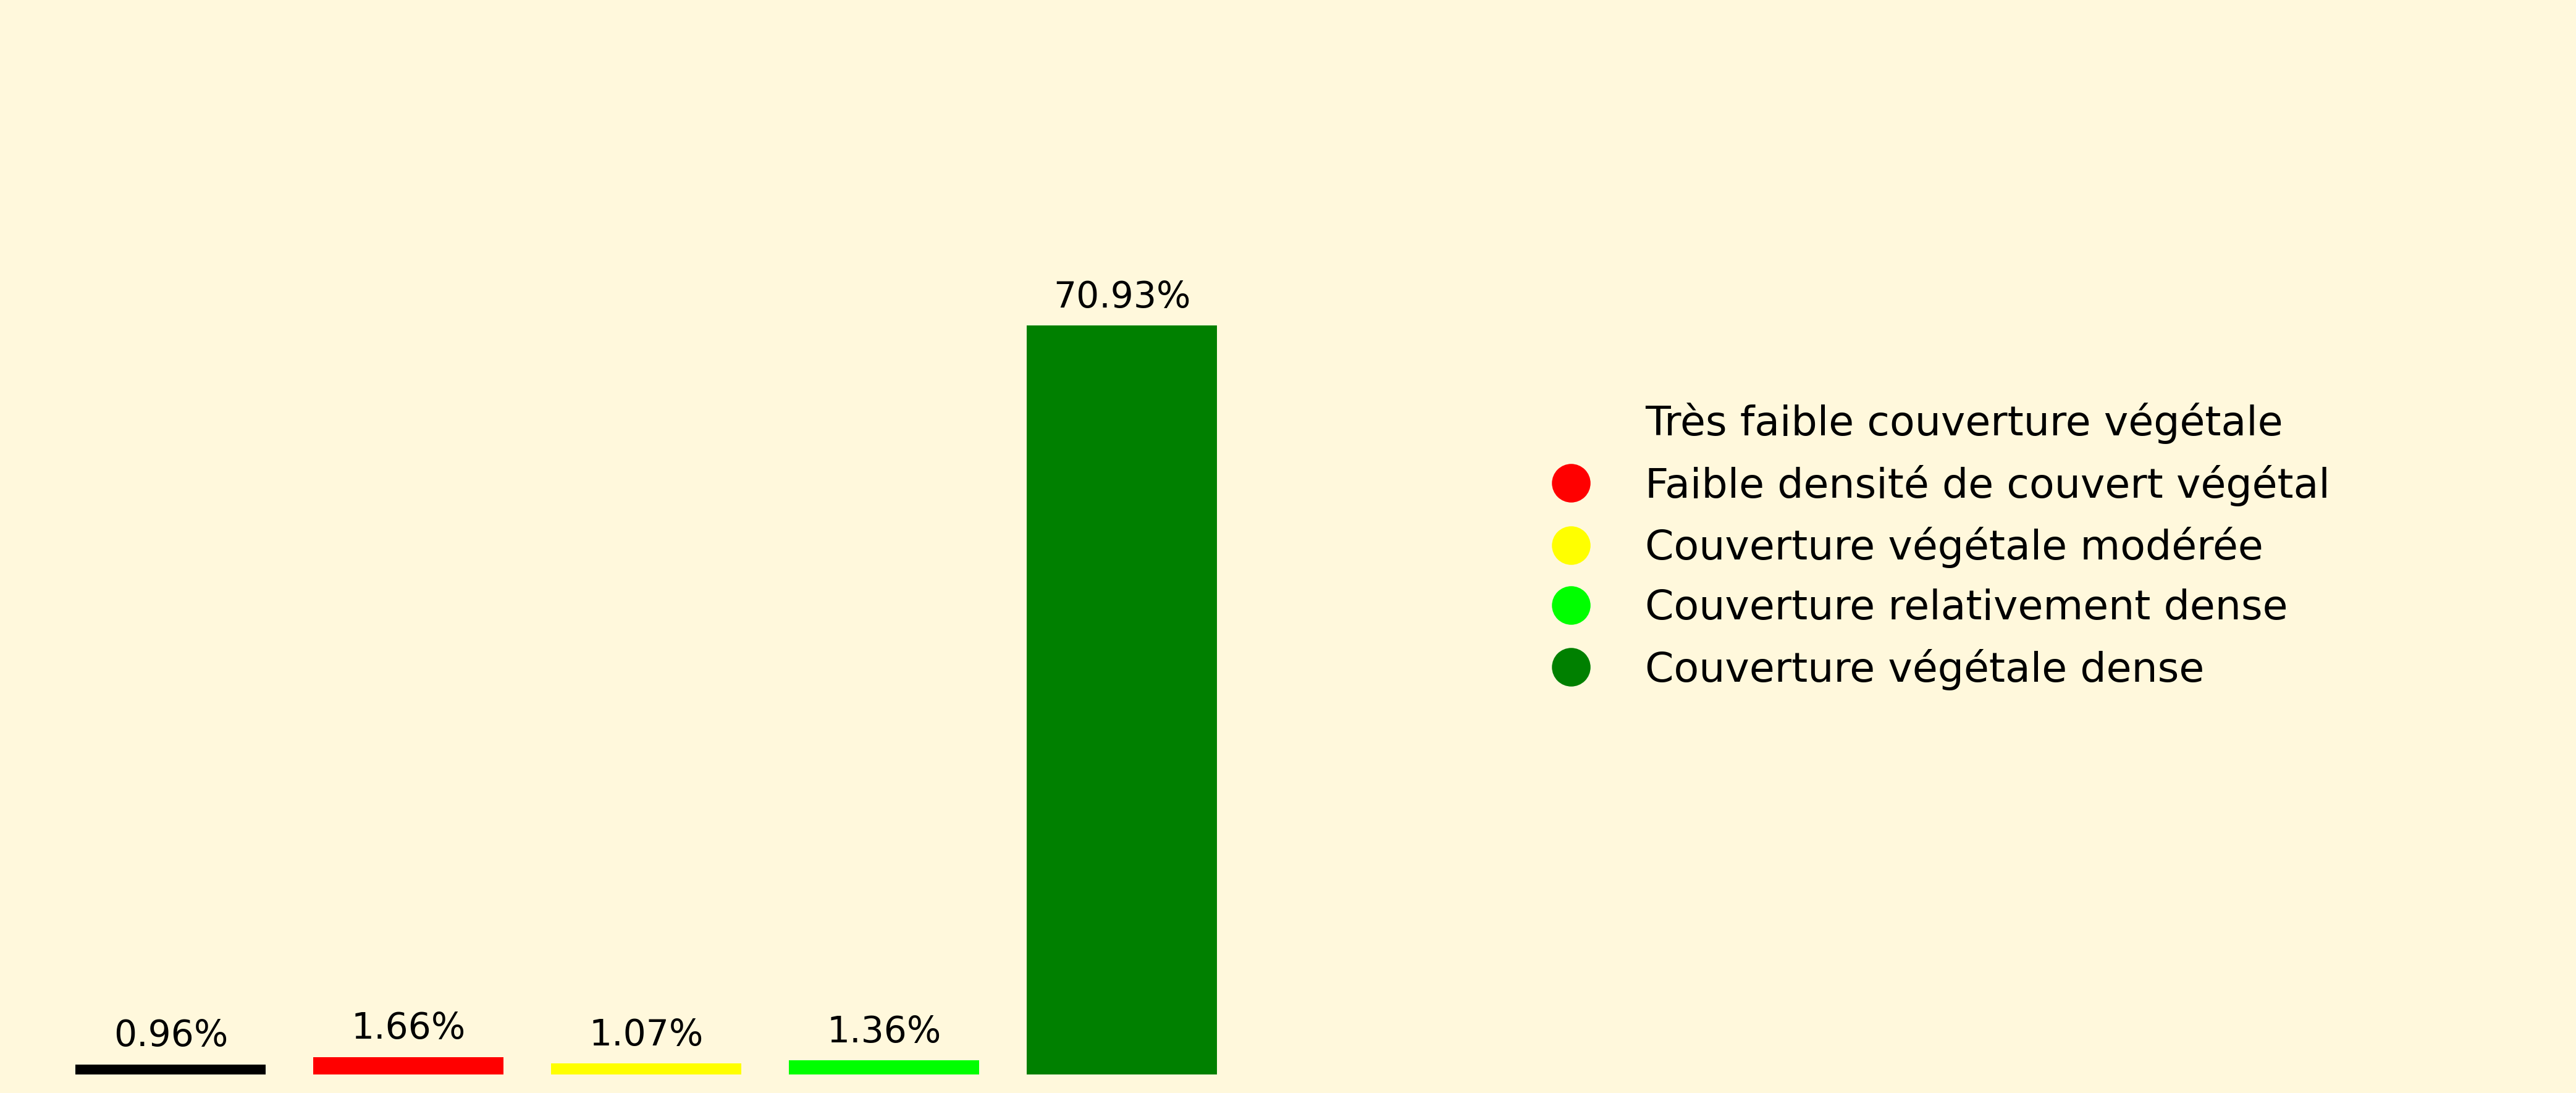 70.93%
0.96%
1.66%
1.07%
1.36%
Très faible couverture végétale
Faible densité de couvert végétal
Couverture végétale modérée
Couverture relativement dense
Couverture végétale dense